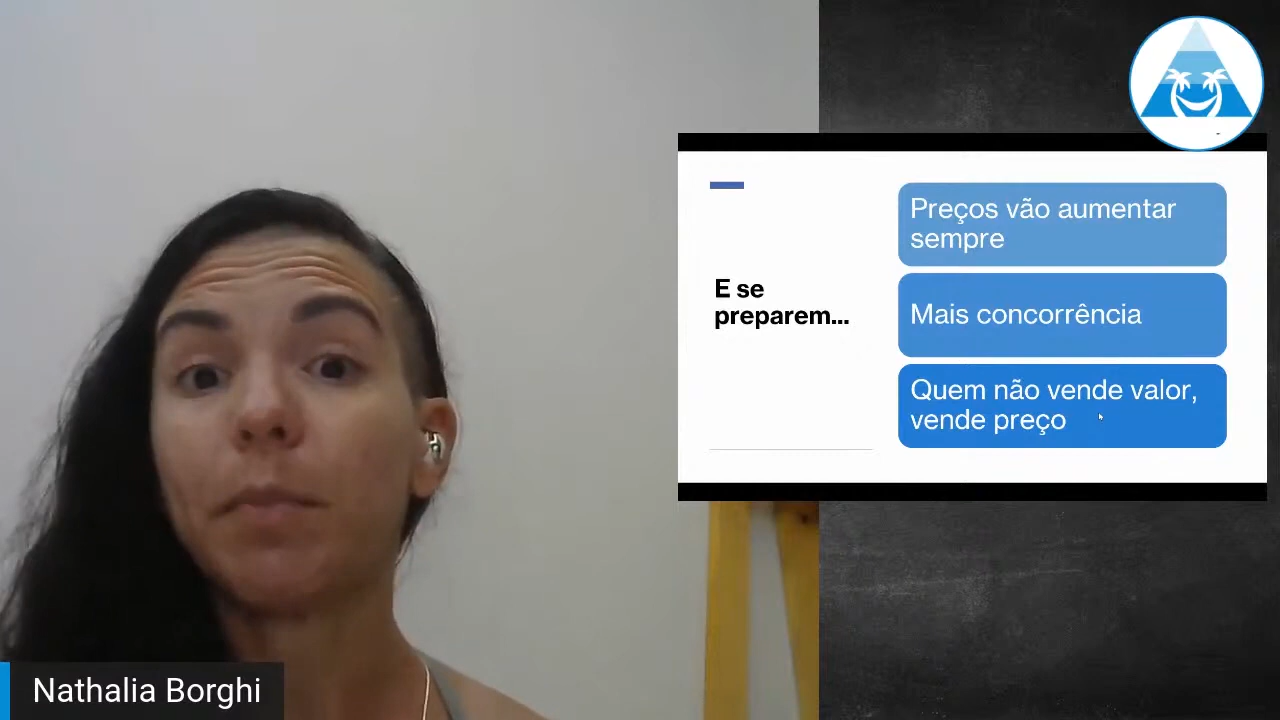 E se
preparem...
Preços vão aumentar
sempre
Mais concorrência
Quem não vende valor,
vende preço
Nathalia Borghi